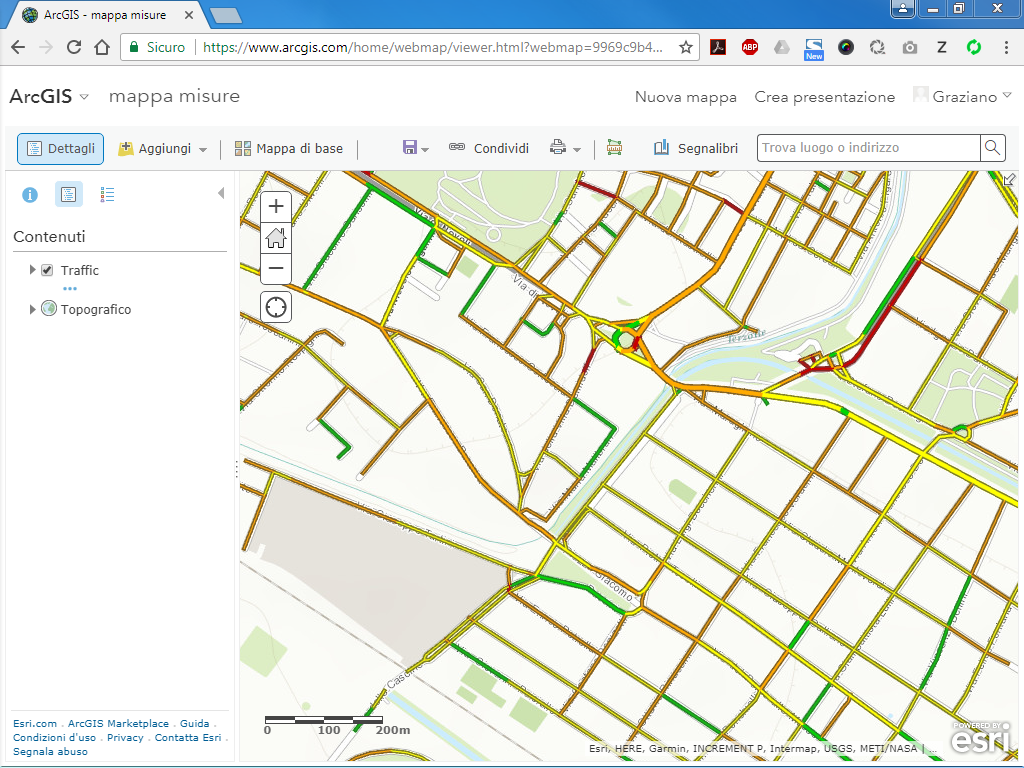 ArcGIS - mappa misure
Sicuro https://www.arcgis.com/home/webmap/viewer.html?webmap=9969c9b4...
ABP
New
Z
ArcGIS mappa misure Nuova mappa Crea presentazione Graziano
Dettagli Aggiungi Mappa di base Condividi Segnalibri Trova luogo o indirizzo
Contenuti
Traffic
Topografico
Terzolle
Giacomo
0 100 200m
Esri.com . ArcGIS Marketplace . Guida .
Condizioni d'uso . Privacy . Contatta Esri .
Segnala abuso
Esri, HERE, Garmin, INCREMENT P, Intermap, USGS, METI/NASA | ...
POWERED BY
esri